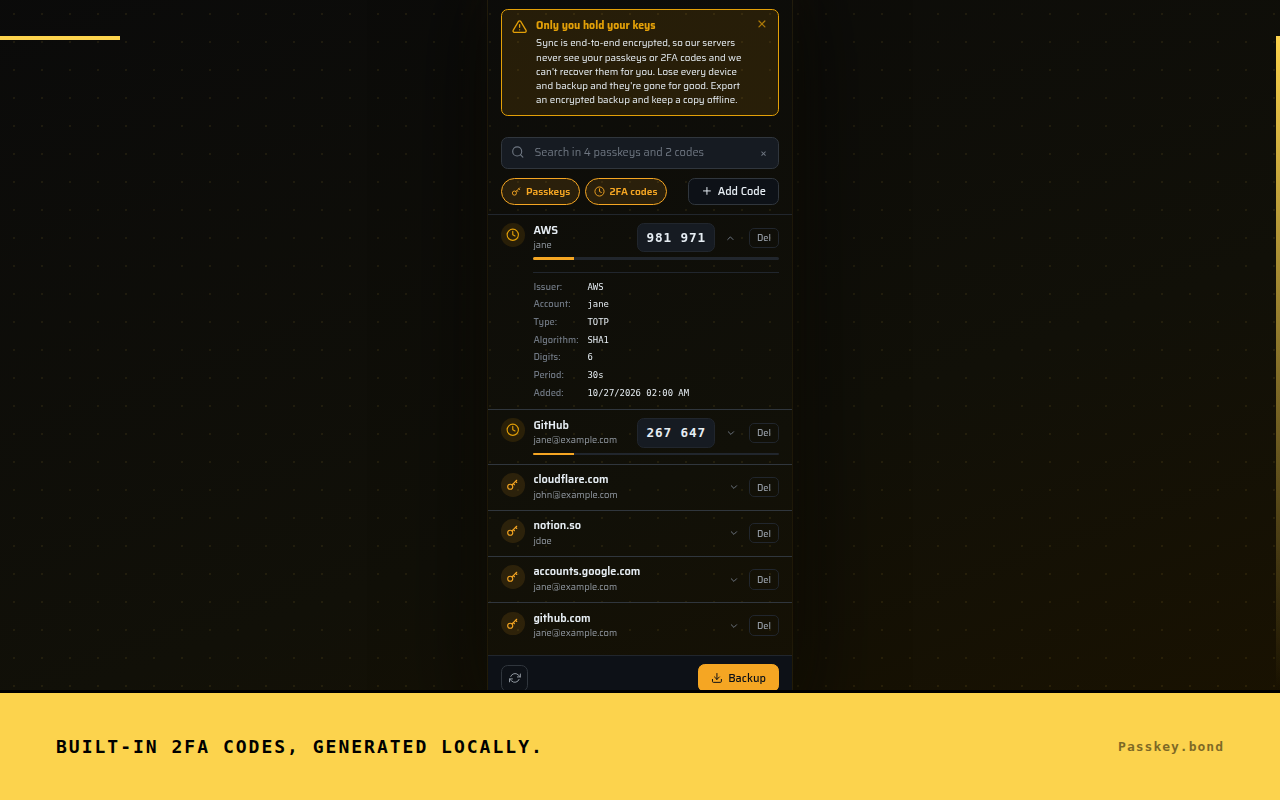 Only you hold your keys
Sync is end-to-end encrypted, so our servers
never see your passkeys or 2FA codes and we
can't recover them for you. Lose every device
and backup and they're gone for good. Export
an encrypted backup and keep a copy offline.
Search in 4 passkeys and 2 codes
Passkeys 2FA codes Add Code
AWS
jane
981 971
Del
Issuer: AWS
Account: jane
Type: TOTP
Algorithm: SHA1
Digits: 6
Period: 30s
Added: 10/27/2026 02:00 AM
GitHub
jane@example.com
267 647
Del
cloudflare.com
john@example.com
Del
notion.so
jdoe
Del
accounts.google.com
jane@example.com
Del
github.com
jane@example.com
Del
Backup
BUILT-IN 2FA CODES, GENERATED LOCALLY.
Passkey.bond